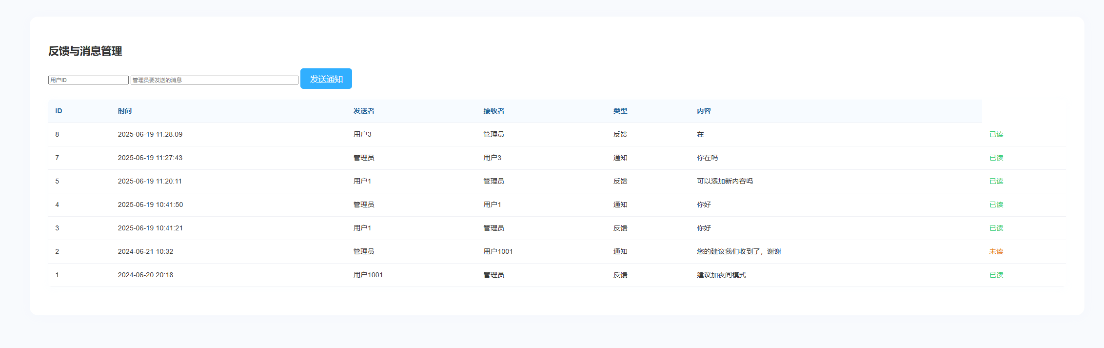 反馈与消息管理
用户ID 管理员要发送的消息 发送通知
ID 时间 发送者 接收者 类型 内容
8 2025-06-19 11:28:09 用户3 管理员 反馈 在 已读
7 2025-06-19 11:27:43 管理员 用户3 通知 你在吗 已读
5 2025-06-19 11:20:11 用户1 管理员 反馈 可以添加新内容吗 已读
4 2025-06-19 10:41:50 管理员 用户1 通知 你好 已读
3 2025-06-19 10:41:21 用户1 管理员 反馈 你好 已读
2 2024-06-21 10:32 管理员 用户1001 通知 您的建议我们收到了，谢谢 未读
1 2024-06-20 20:18 用户1001 管理员 反馈 建议加夜间模式 已读